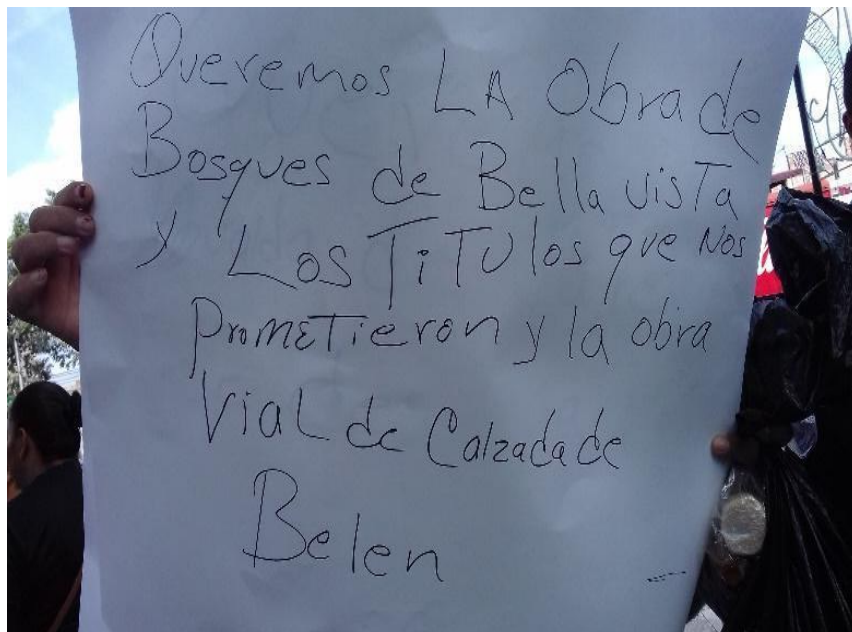 Queremos LA Obra de
Bosques de Bella visTa
y Los TiTUlos que Nos
PromeTieron y la obra
Vial de Calzada de
Belen